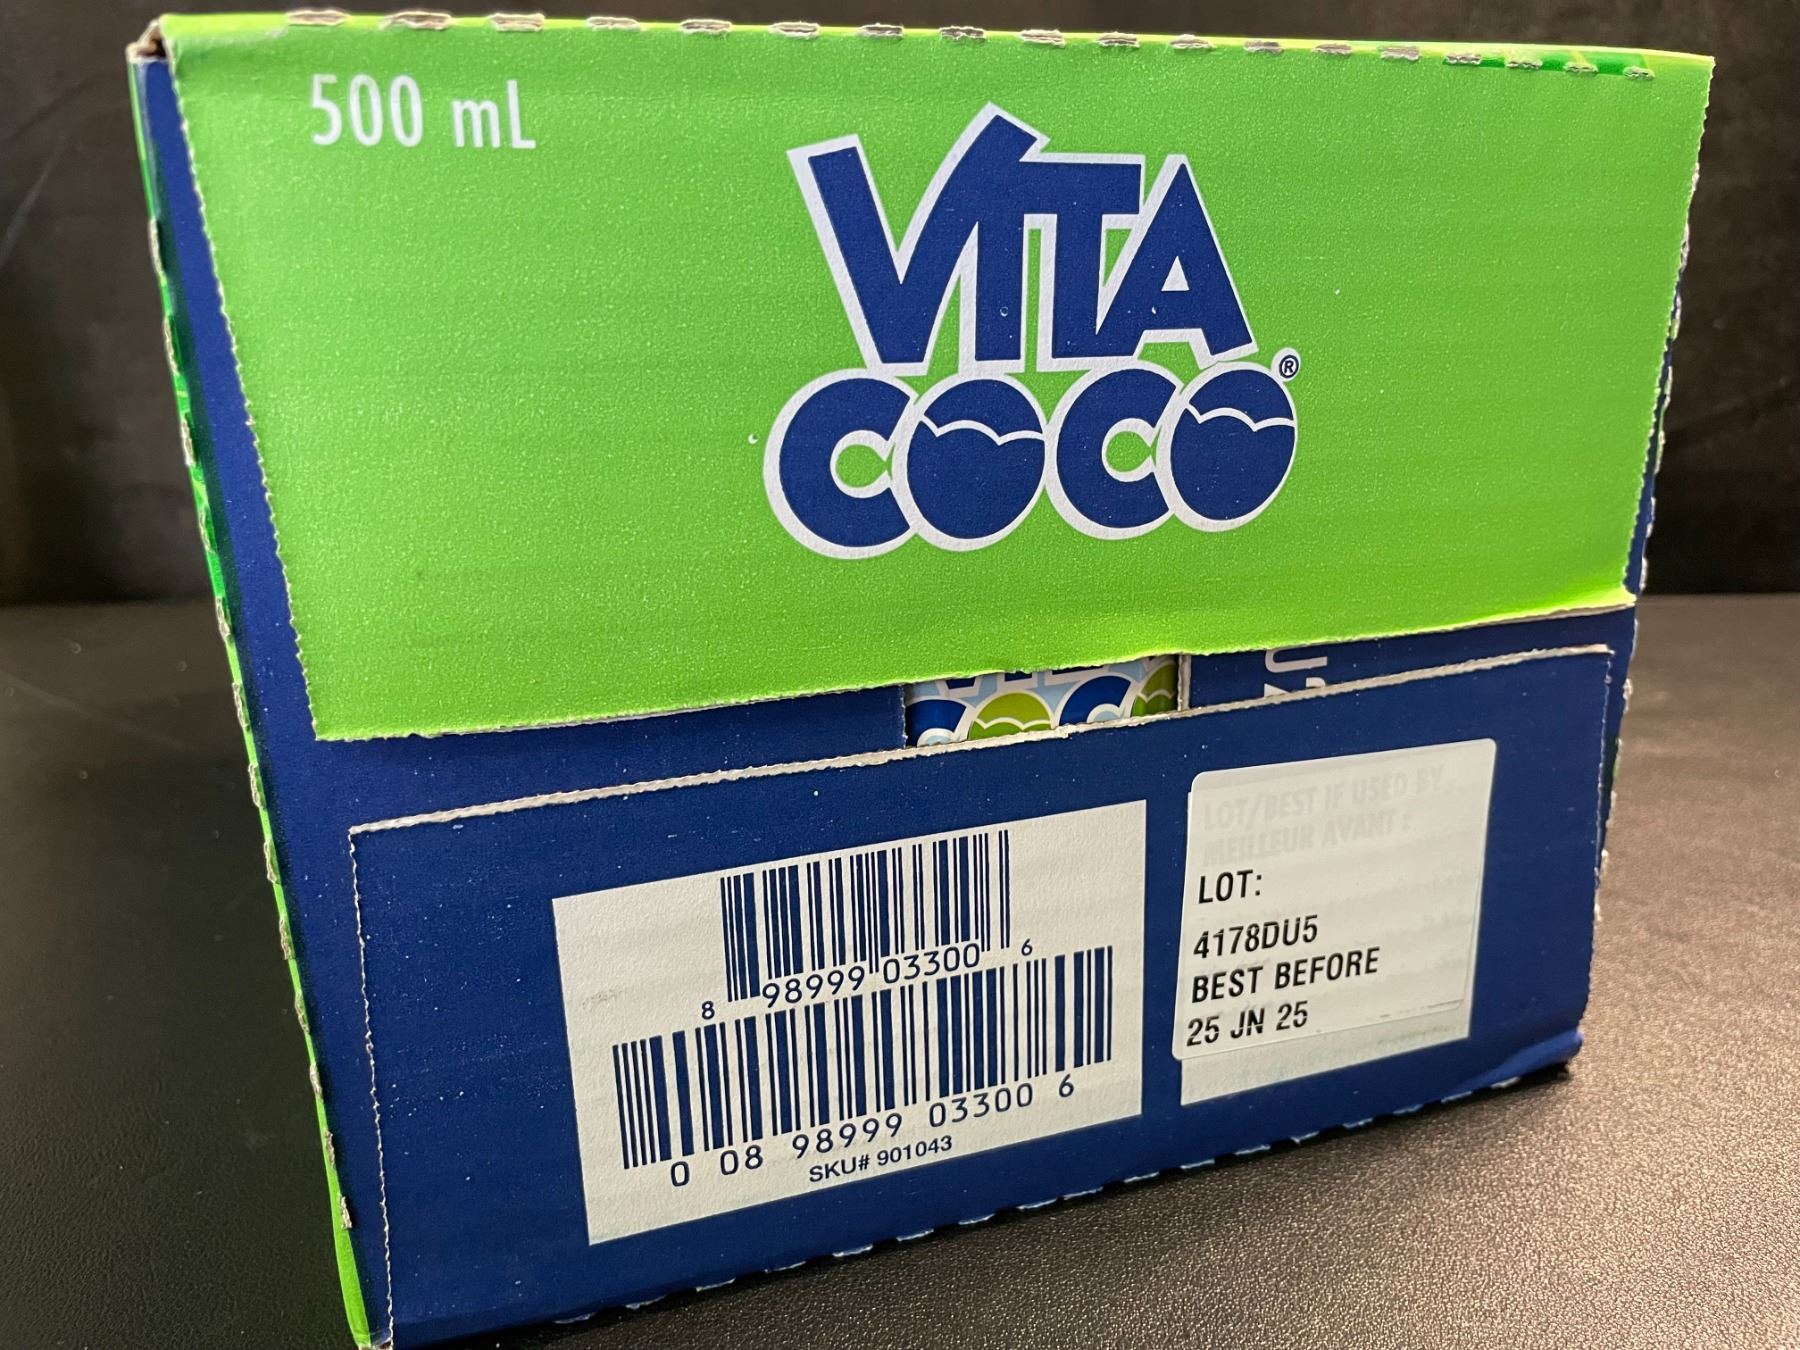 500 mL
VITA
COCO®
8 98999 03300 6
0 08 98999 03300 6
SKU# 901043
LOT/BEST IF USED BY
MEILLEUR AVANT :
LOT:
4178DU5
BEST BEFORE
25 JN 25